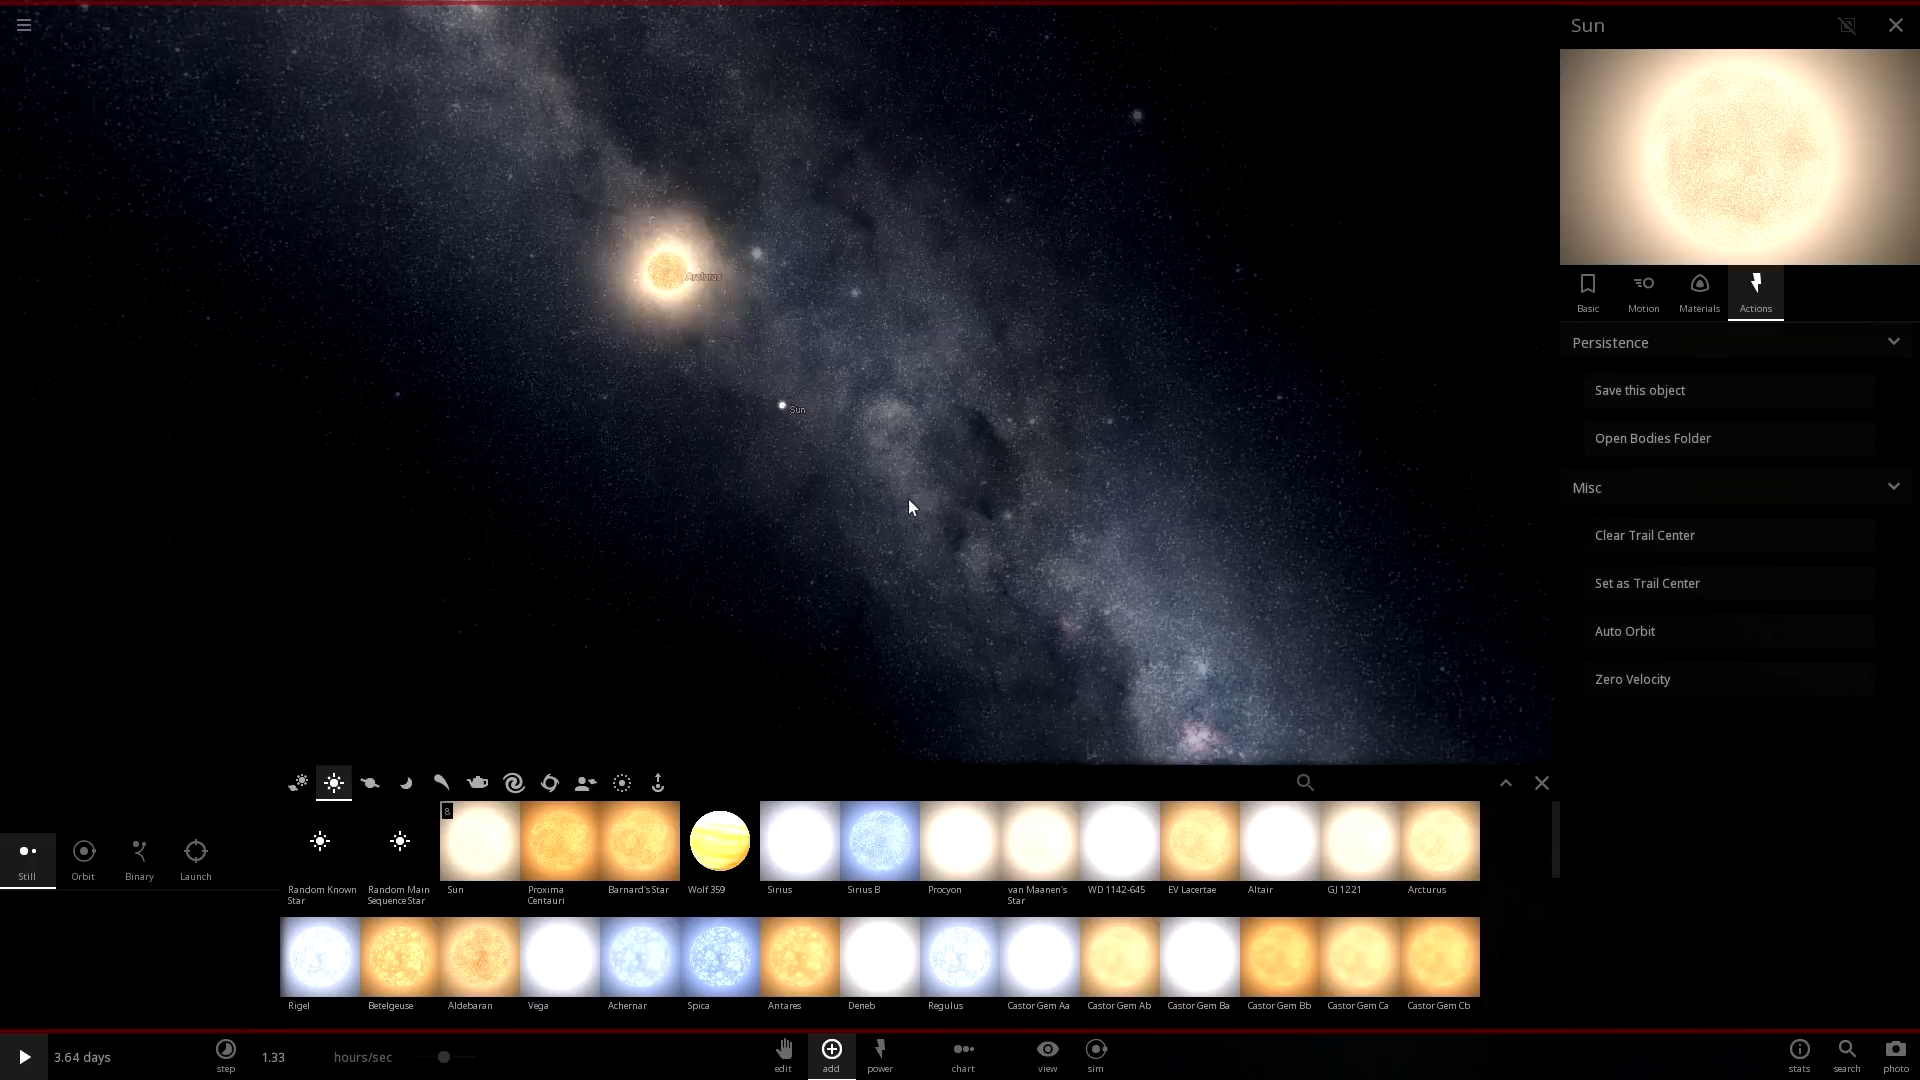 Sun
Arcturus
Sun
Basic
Motion
Materials
Actions
Persistence
Save this object
Open Bodies Folder
Misc
Clear Trail Center
Set as Trail Center
Auto Orbit
Zero Velocity
8
Random Known
Star
Random Main
Sequence Star
Sun
Proxima
Centauri
Barnard's Star
Wolf 359
Sirius
Sirius B
Procyon
van Maanen's
Star
WD 1142-645
EV Lacertae
Altair
GJ 1221
Arcturus
Still
Orbit
Binary
Launch
Rigel
Betelgeuse
Aldebaran
Vega
Achernar
Spica
Antares
Deneb
Regulus
Castor Gem Aa
Castor Gem Ab
Castor Gem Ba
Castor Gem Bb
Castor Gem Ca
Castor Gem Cb
3.64 days
step
1.33
hours/sec
edit
add
power
chart
view
sim
stats
search
photo